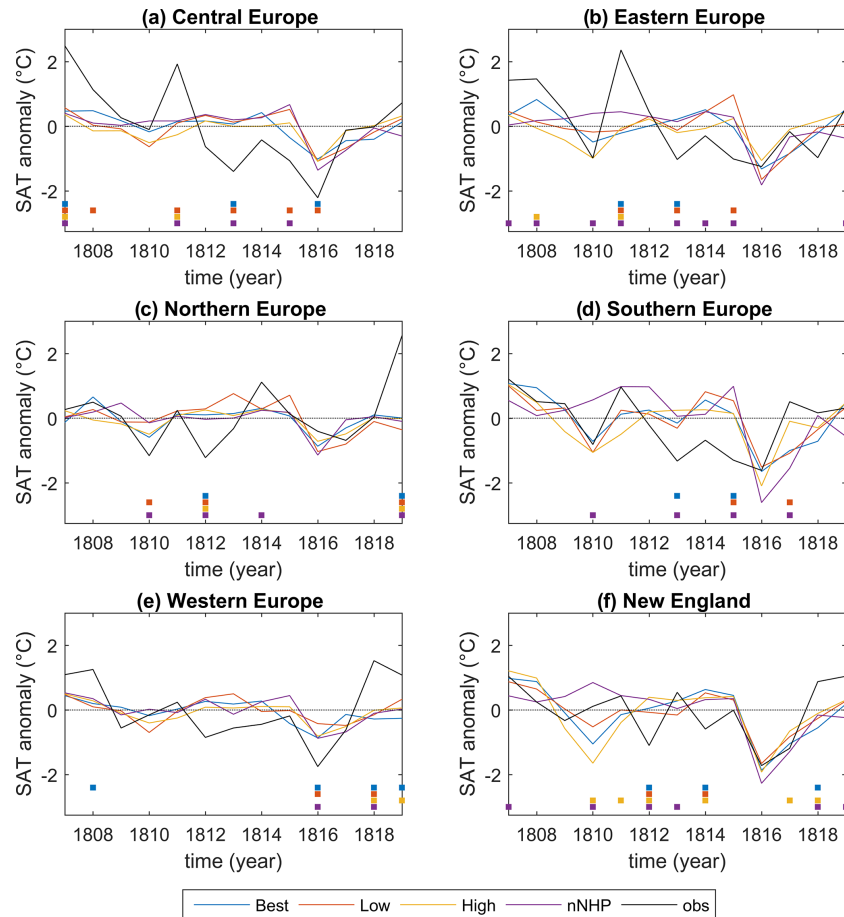 (a) Central Europe
2
0
-2
SAT anomaly (°C)
1808 1810 1812 1814 1816 1818
time (year)
(b) Eastern Europe
2
0
-2
SAT anomaly (°C)
1808 1810 1812 1814 1816 1818
time (year)
(c) Northern Europe
2
0
-2
SAT anomaly (°C)
1808 1810 1812 1814 1816 1818
time (year)
(d) Southern Europe
2
0
-2
SAT anomaly (°C)
1808 1810 1812 1814 1816 1818
time (year)
(e) Western Europe
2
0
-2
SAT anomaly (°C)
1808 1810 1812 1814 1816 1818
time (year)
(f) New England
2
0
-2
SAT anomaly (°C)
1808 1810 1812 1814 1816 1818
time (year)
Best Low High nNHP obs